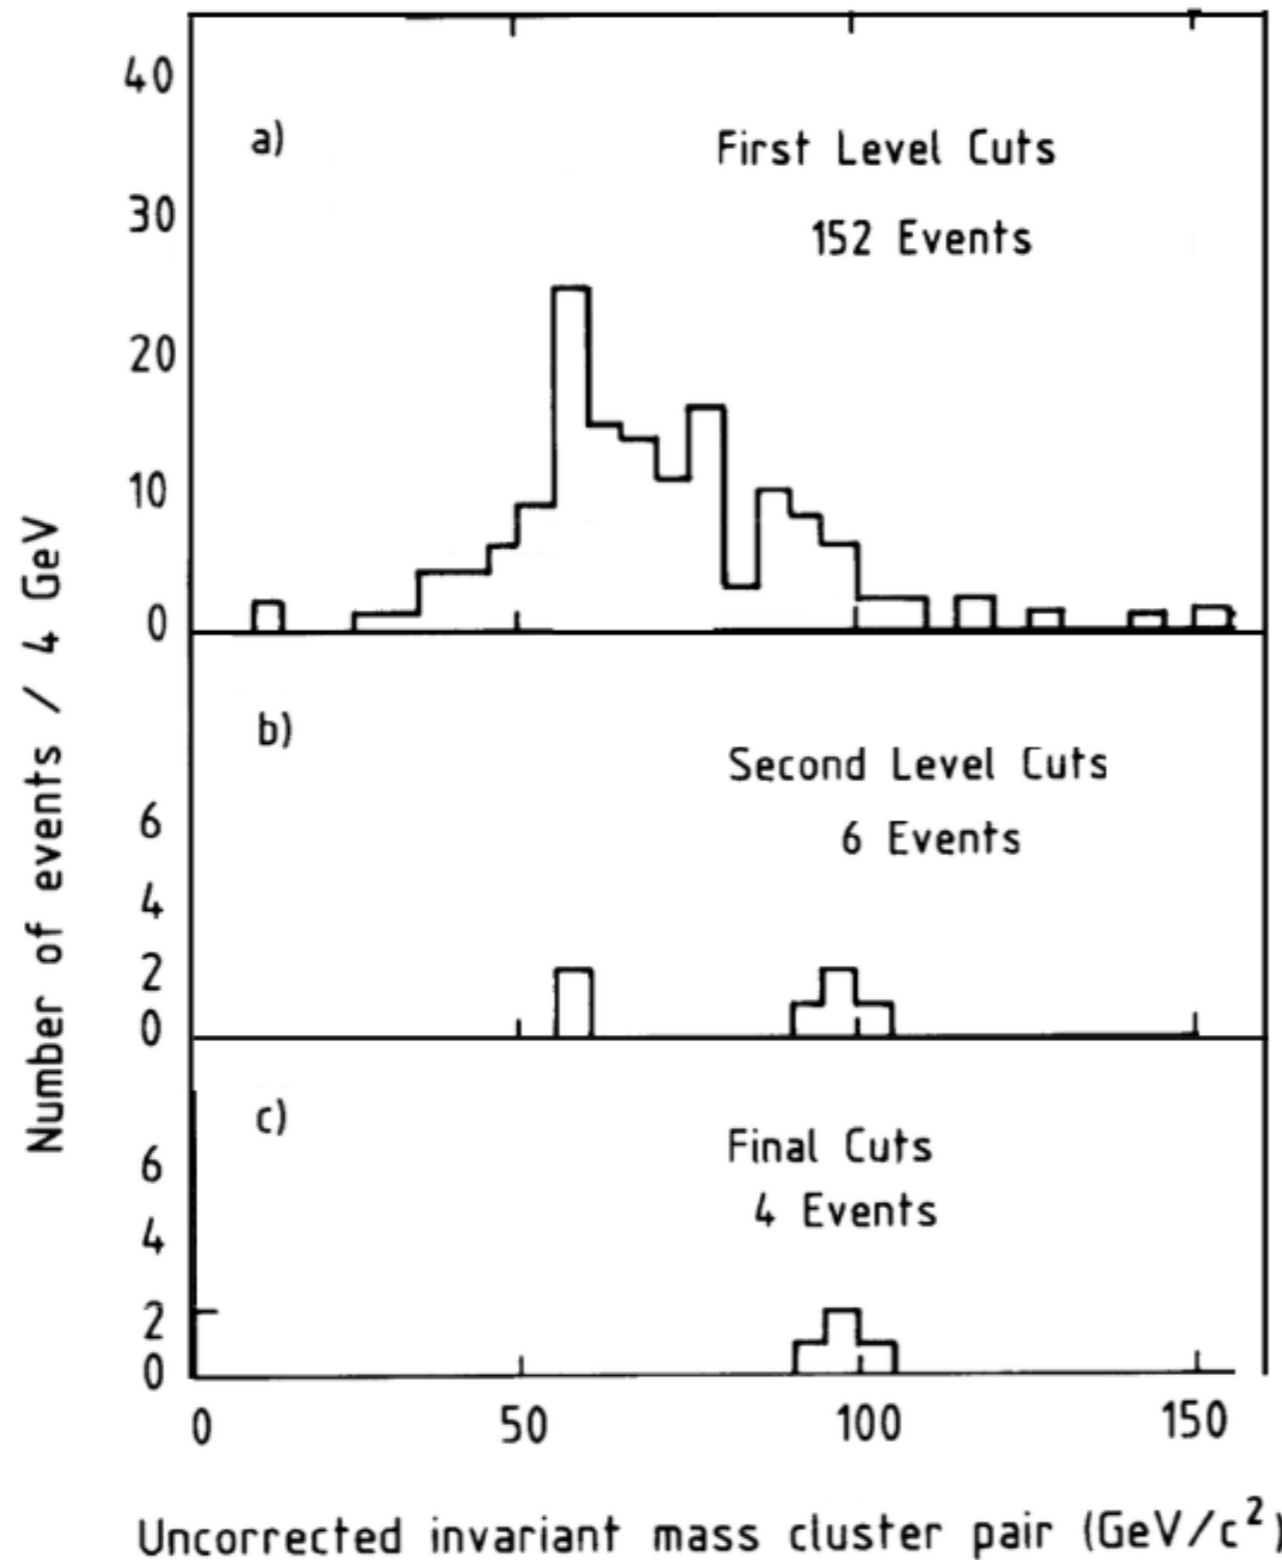 40
a)
First Level Cuts
30
152 Events
20
10
0
Number of events / 4 GeV
b)
Second Level Cuts
6
6 Events
4
2
0
c)
Final Cuts
6
4 Events
4
2
0
0 50 100 150
Uncorrected invariant mass cluster pair (GeV/c²)